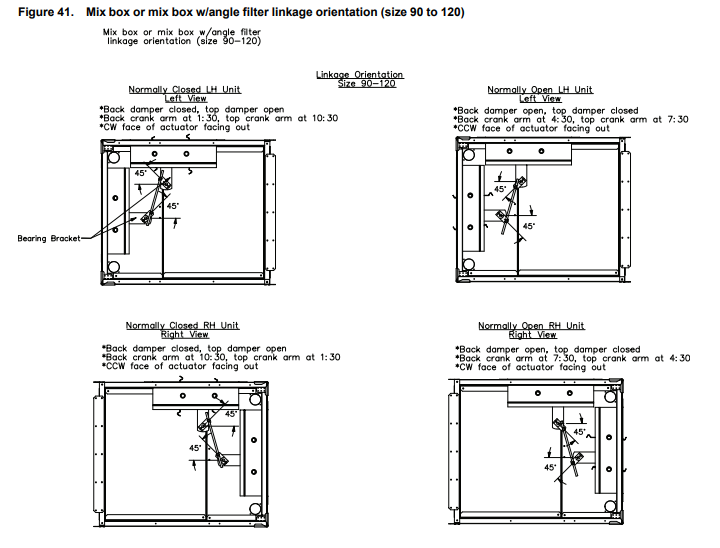 Figure 41. Mix box or mix box w/angle filter linkage orientation (size 90 to 120)
Mix box or mix box w/angle filter
linkage orientation (size 90-120)
Linkage Orientation
Size 90-120
Normally Closed LH Unit
Left View
*Back damper closed, top damper open
*Back crank arm at 1:30, top crank arm at 10:30
*CW face of actuator facing out
45°
45°
Bearing Bracket
Normally Open LH Unit
Left View
*Back damper open, top damper closed
*Back crank arm at 4:30, top crank arm at 7:30
*CCW face of actuator facing out
45°
45°
Normally Closed RH Unit
Right View
*Back damper closed, top damper open
*Back crank arm at 10:30, top crank arm at 1:30
*CCW face of actuator facing out
45°
45°
Normally Open RH Unit
Right View
*Back damper open, top damper closed
*Back crank arm at 7:30, top crank arm at 4:30
*CW face of actuator facing out
45°
45°